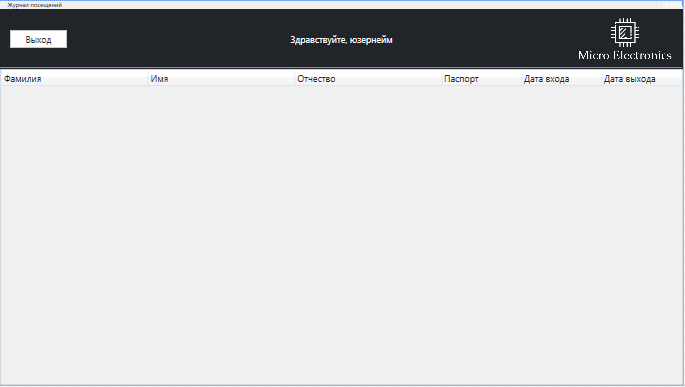 Журнал посещений
Выход
Здравствуйте, юзернейм
Micro Electronics
Фамилия Имя Отчество Паспорт Дата входа Дата выхода